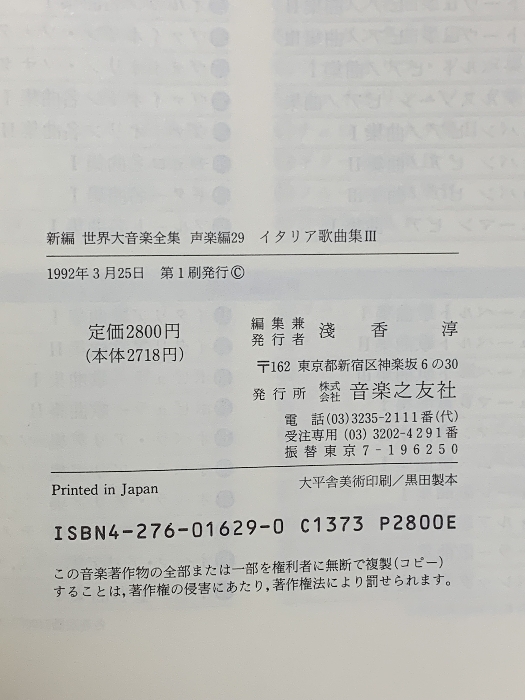 新編 世界大音楽全集 声楽編29 イタリア歌曲集Ⅲ
1992年3月25日 第1刷発行Ⓒ
定価2800円
(本体2718円)
編集兼
発行者 淺香淳
〒162 東京都新宿区神楽坂6の30
発行所 株式会社 音楽之友社
電話(03)3235-2111番(代)
受注専用(03)3202-4291番
振替東京7-196250
Printed in Japan
大平舎美術印刷/黒田製本
ISBN4-276-01629-0 C1373 P2800E
この音楽著作物の全部または一部を権利者に無断で複製(コピー)
することは,著作権の侵害にあたり,著作権法により罰せられます。